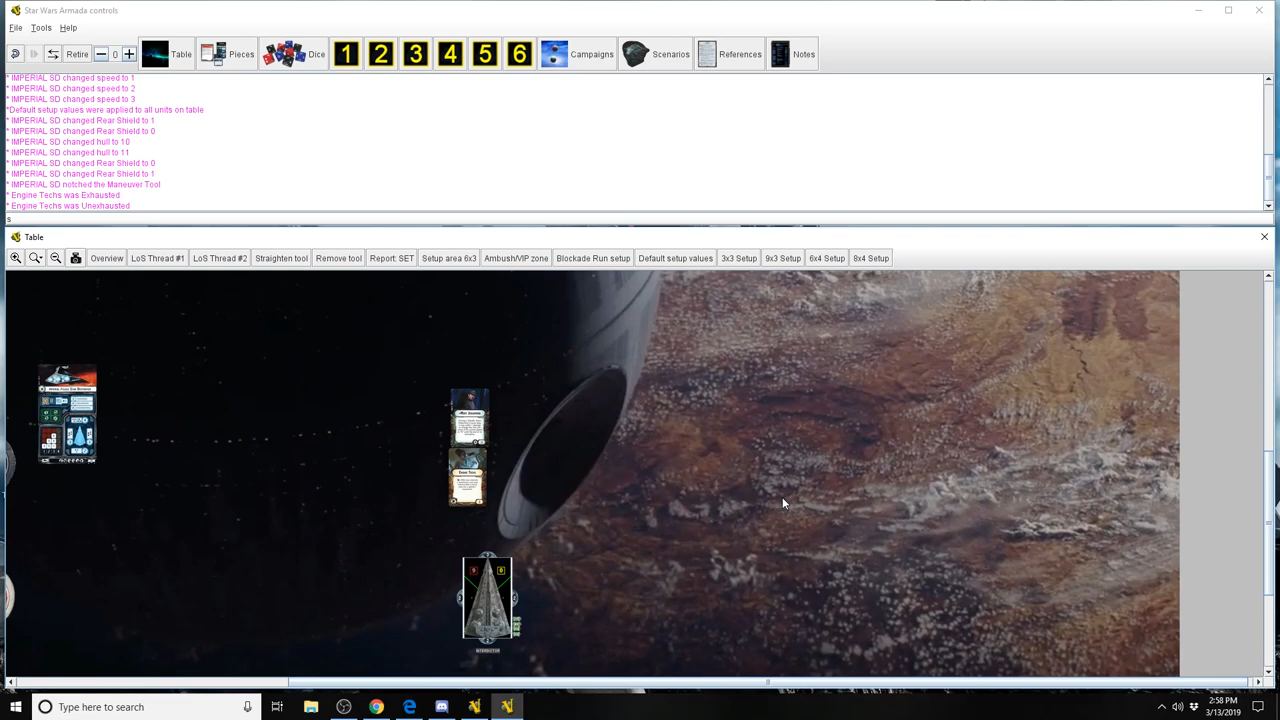 Star Wars Armada controls
File Tools Help
Retire 0 Table Pieces Dice 1 2 3 4 5 6 Campaigns Scenarios References Notes
* IMPERIAL SD changed speed to 1
* IMPERIAL SD changed speed to 2
* IMPERIAL SD changed speed to 3
*Default setup values were applied to all units on table
* IMPERIAL SD changed Rear Shield to 1
* IMPERIAL SD changed Rear Shield to 0
* IMPERIAL SD changed hull to 10
* IMPERIAL SD changed hull to 11
* IMPERIAL SD changed Rear Shield to 0
* IMPERIAL SD changed Rear Shield to 1
* IMPERIAL SD notched the Maneuver Tool
* Engine Techs was Exhausted
* Engine Techs was Unexhausted
s
Table
Overview LoS Thread #1 LoS Thread #2 Straighten tool Remove tool Report: SET Setup area 6x3 Ambush/VIP zone Blockade Run setup Default setup values 3x3 Setup 9x3 Setup 6x4 Setup 8x4 Setup
Engine Techs
Type here to search
2:58 PM
3/13/2019